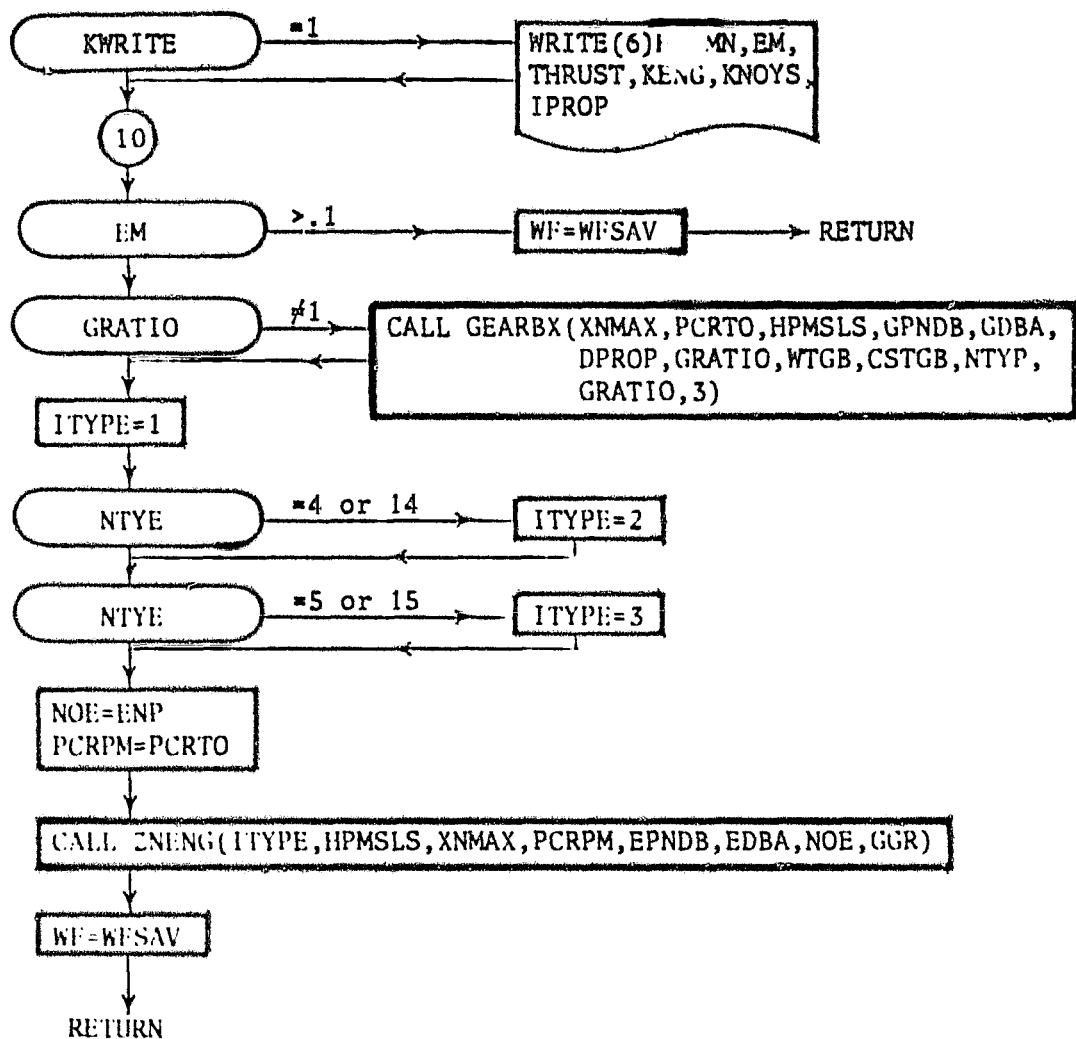 KWRITE
=1
WRITE(6) MN,EM,
THRUST,KENG,KNOYS,
IPROP
10
EM
>.1
WF=WFSAV
RETURN
GRATIO
≠1
CALL GEARBX(XNMAX,PCRTO,HPMSLS,GPNDB,GDBA,
DPROP,GRATIO,WTGB,CSTGB,NTYP,
GRATIO,3)
ITYPE=1
NTYE
=4 or 14
ITYPE=2
NTYE
=5 or 15
ITYPE=3
NOE=ENP
PCRPM=PCRTO
CALL ZNENG(ITYPE,HPMSLS,XNMAX,PCRPM,EPNDB,EDBA,NOE,GGR)
WF=WFSAV
RETURN